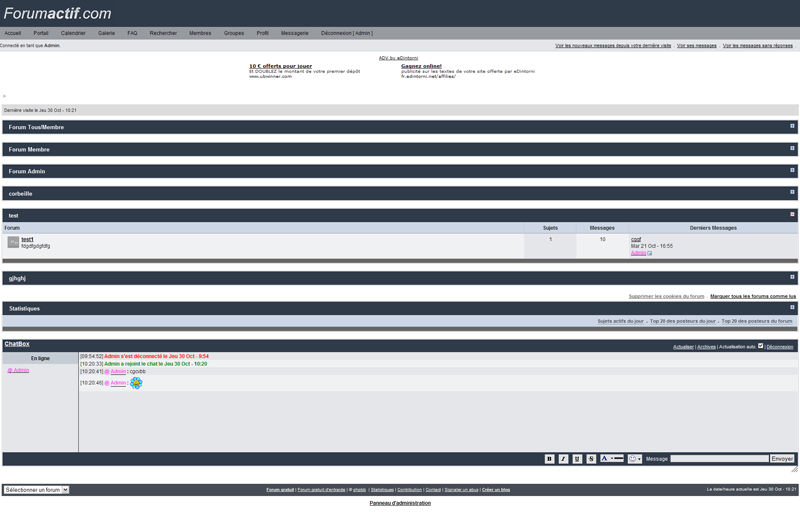 Forumactif.com
Accueil Portail Calendrier Galerie FAQ Rechercher Membres Groupes Profil Messagerie Déconnexion [ Admin ]
Connecté en tant que Admin. Voir les nouveaux messages depuis votre dernière visite Voir ses messages Voir les messages sans réponses
ADV by eDintorni
10 € offerts pour jouer Gagnez online!
Et DOUBLEZ le montant de votre premier dépôt publicité sur les textes de votre site offerte par eDintorni
www.ubwinner.com fr.edintorni.net/affilies/
Dernière visite le Jeu 30 Oct - 10:21
Forum Tous/Membre
Forum Membre
Forum Admin
corbeille
test
Forum Sujets Messages Derniers Messages
test1 1 10 cgqf
fdgdfgdgfdfg Mar 21 Oct - 16:55
Admin
gjhghj
Supprimer les cookies du forum Marquer tous les forums comme lus
Statistiques
Sujets actifs du jour . Top 20 des posteurs du jour . Top 20 des posteurs du forum
ChatBox Actualiser | Archives | Actualisation auto | Déconnexion
En ligne [09:54:52] Admin s'est déconnecté le Jeu 30 Oct - 9:54
[10:20:33] Admin a rejoint le chat le Jeu 30 Oct - 10:20
@ Admin [10:20:41] @ Admin : cgcvbti
[10:20:46] @ Admin :
B I U S A Message Envoyer
Sélectionner un forum Forum gratuit | Forum gratuit d'entraide | © phpbb | Statistiques | Contribution | Contact | Signaler un abus | Créer un blog La date/heure actuelle est Jeu 30 Oct - 10:21
Panneau d'administration